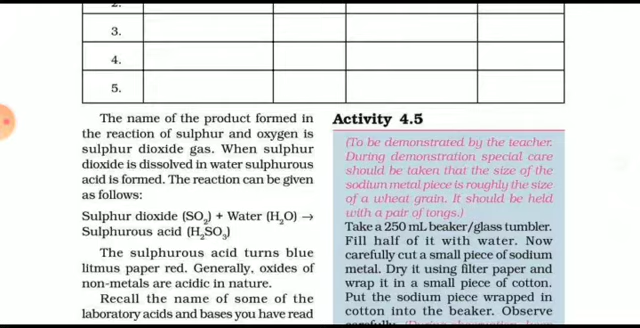 2.
3.
4.
5.
The name of the product formed in
the reaction of sulphur and oxygen is
sulphur dioxide gas. When sulphur
dioxide is dissolved in water sulphurous
acid is formed. The reaction can be given
as follows:
Sulphur dioxide (SO₂) + Water (H₂O) →
Sulphurous acid (H₂SO₃)
The sulphurous acid turns blue
litmus paper red. Generally, oxides of
non-metals are acidic in nature.
Recall the name of some of the
laboratory acids and bases you have read
Activity 4.5
(To be demonstrated by the teacher.
During demonstration special care
should be taken that the size of the
sodium metal piece is roughly the size
of a wheat grain. It should be held
with a pair of tongs.)
Take a 250 mL beaker/glass tumbler.
Fill half of it with water. Now
carefully cut a small piece of sodium
metal. Dry it using filter paper and
wrap it in a small piece of cotton.
Put the sodium piece wrapped in
cotton into the beaker. Observe